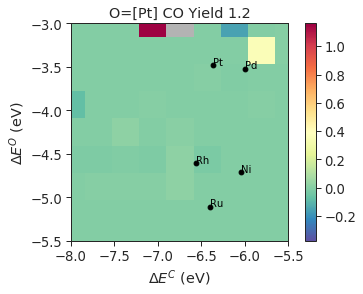 O=[Pt] CO Yield 1.2
−3.0
−3.5
−4.0
−4.5
−5.0
−5.5
ΔE^O (eV)
Pt
Pd
Rh
Ni
Ru
−8.0 −7.5 −7.0 −6.5 −6.0 −5.5
ΔE^C (eV)
1.0
0.8
0.6
0.4
0.2
0.0
−0.2